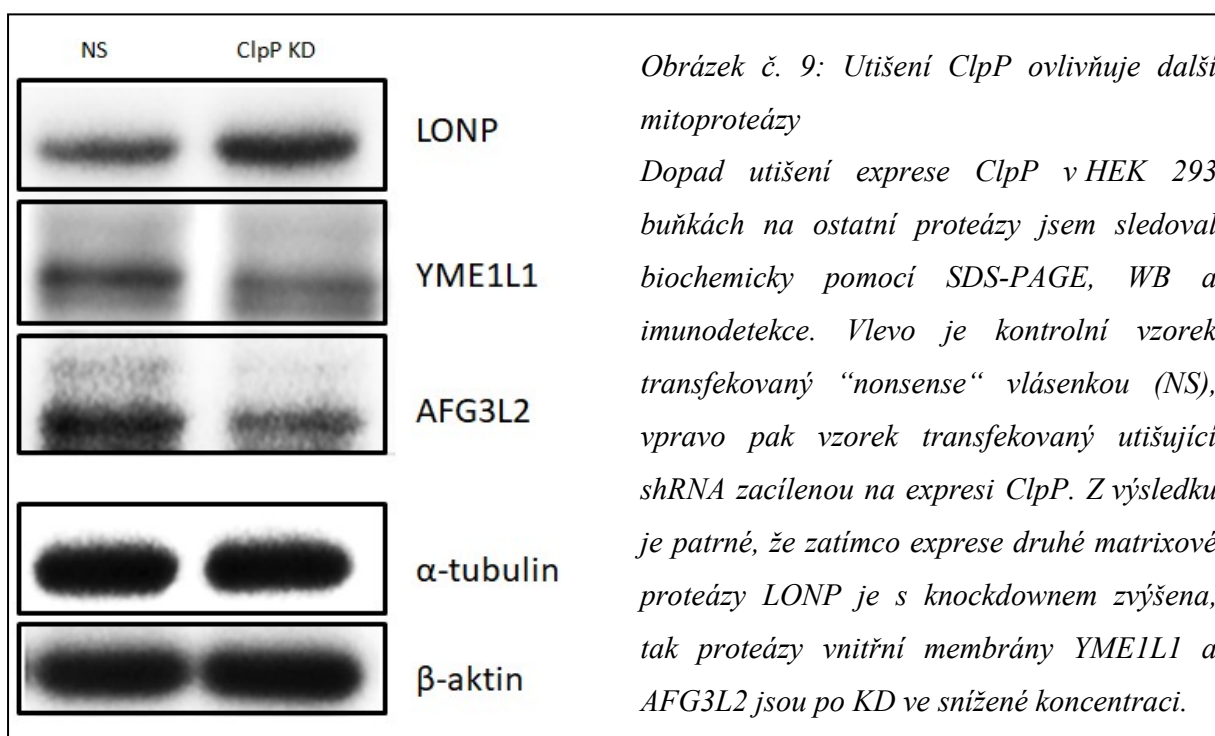 NS ClpP KD
LONP
YME1L1
AFG3L2
α-tubulin
β-aktin
Obrázek č. 9: Utišení ClpP ovlivňuje další
mitoproteázy
Dopad utišení exprese ClpP v HEK 293
buňkách na ostatní proteázy jsem sledoval
biochemicky pomocí SDS-PAGE, WB a
imunodetekce. Vlevo je kontrolní vzorek
transfekovaný “nonsense“ vlásenkou (NS),
vpravo pak vzorek transfekovaný utišující
shRNA zacílenou na expresi ClpP. Z výsledku
je patrné, že zatímco exprese druhé matrixové
proteázy LONP je s knockdownem zvýšena,
tak proteázy vnitřní membrány YME1L1 a
AFG3L2 jsou po KD ve snížené koncentraci.